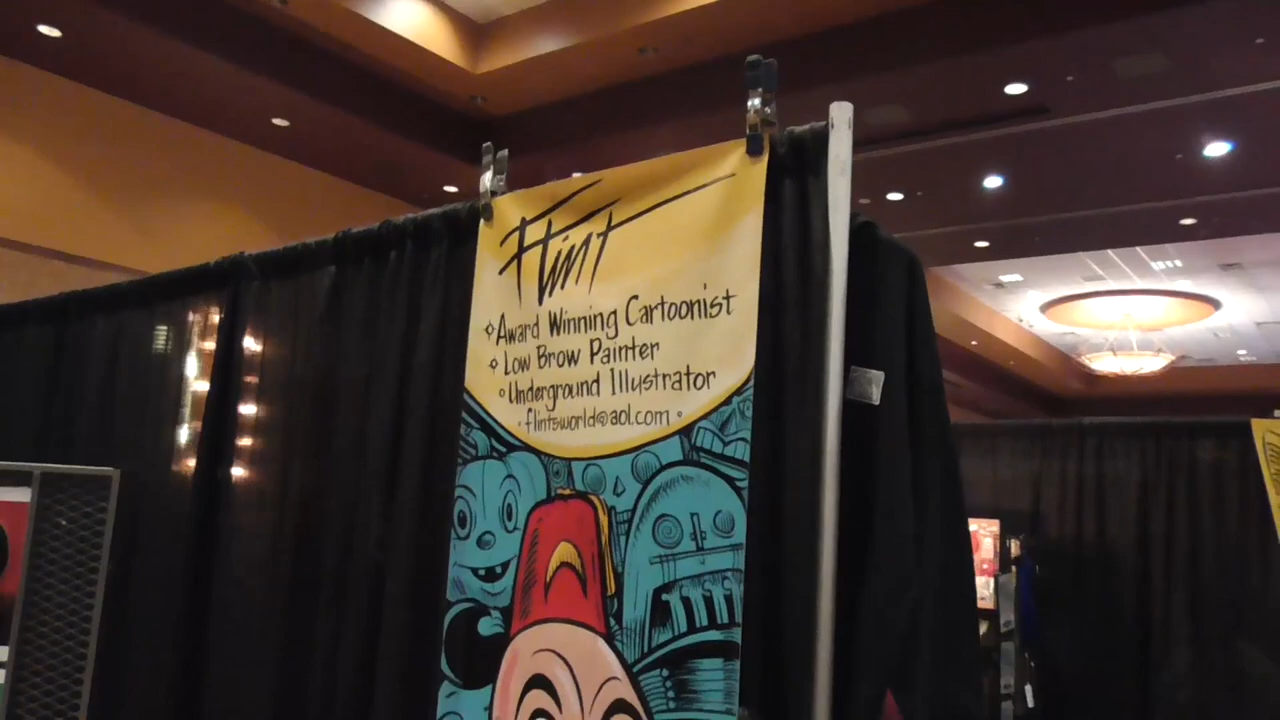 Flint
Award Winning Cartoonist
Low Brow Painter
Underground Illustrator
flintsworld@aol.com